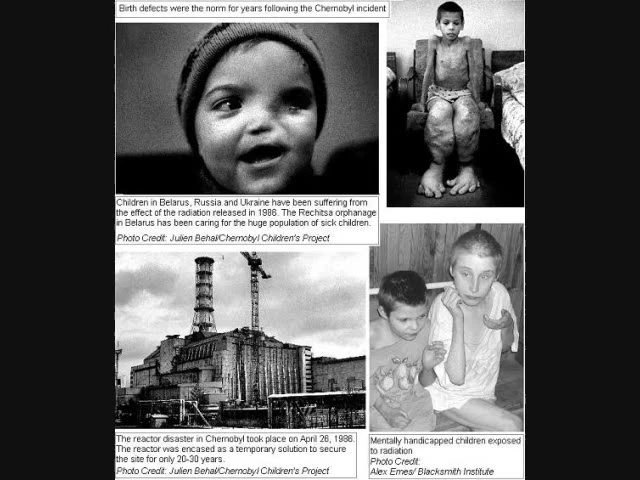 Birth defects were the norm for years following the Chernobyl incident
Children in Belarus, Russia and Ukraine have been suffering from
the effect of the radiation released in 1986. The Rechitsa orphanage
in Belarus has been caring for the huge population of sick children.
Photo Credit: Julien Behal/Chernobyl Children's Project
The reactor disaster in Chernobyl took place on April 26, 1986.
The reactor was encased as a temporary solution to secure
the site for only 20-30 years.
Photo Credit: Julien Behal/Chernobyl Children's Project
Mentally handicapped children exposed
to radiation
Photo Credit:
Alex Emes/ Blacksmith Institute